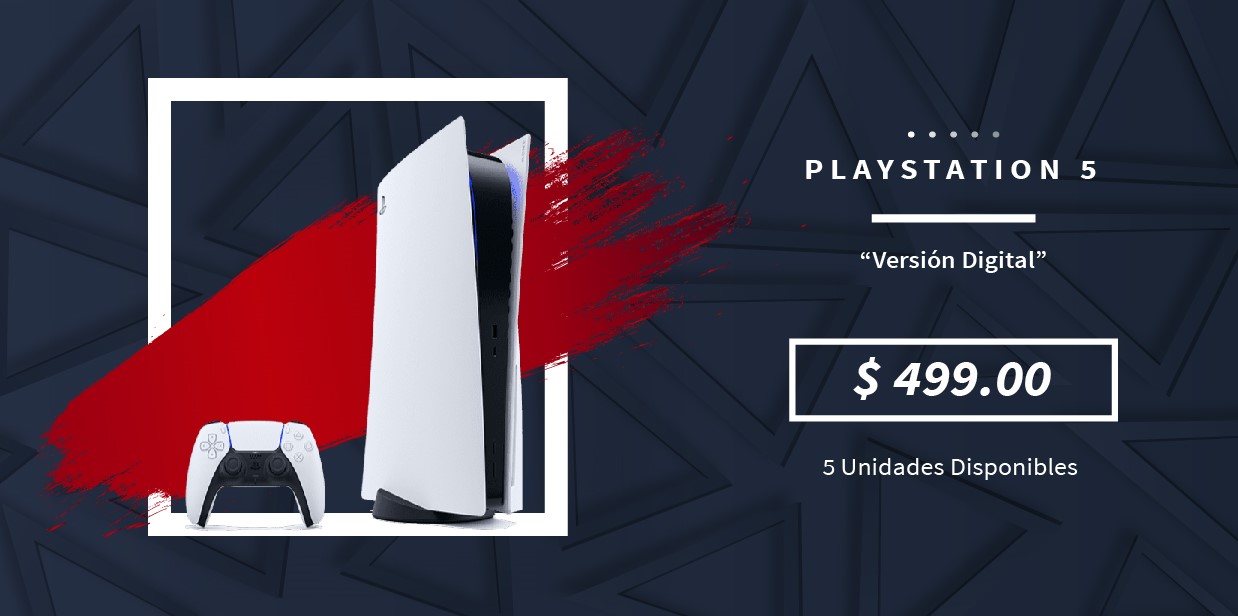 PLAYSTATION 5
“Versión Digital”
$ 499.00
5 Unidades Disponibles